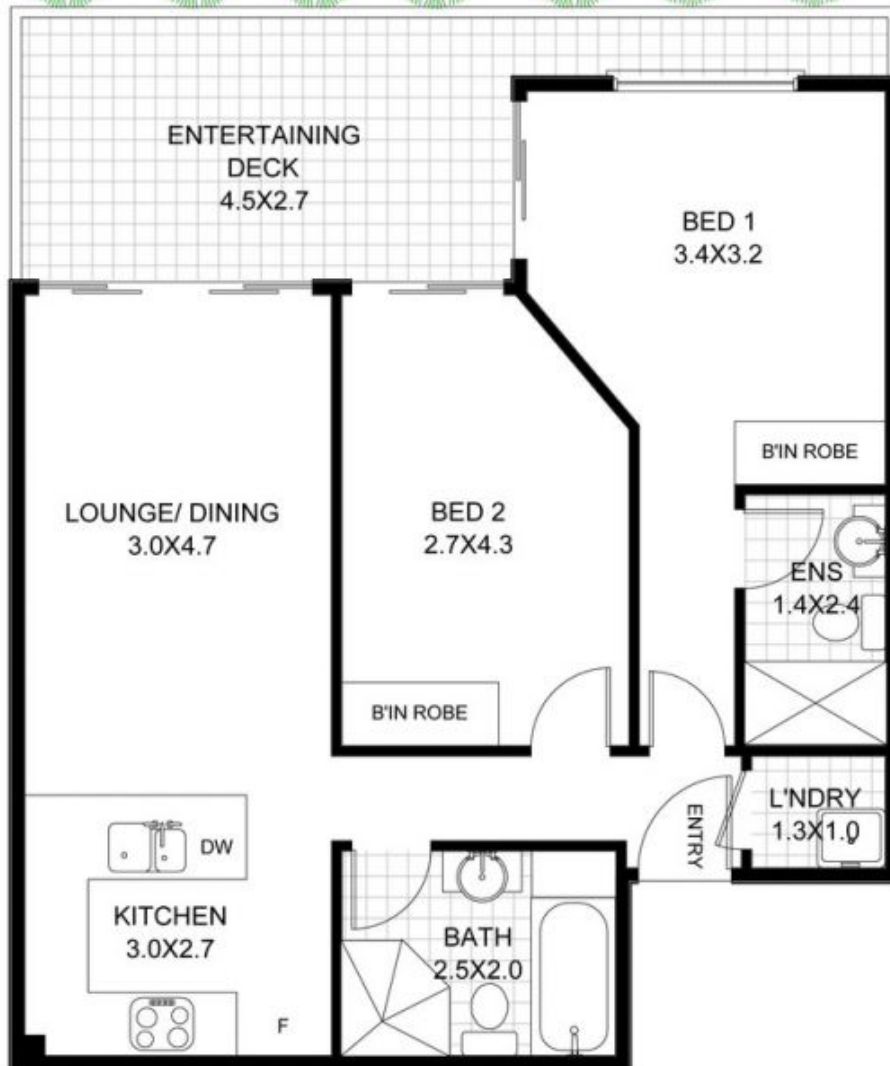 ENTERTAINING
DECK
4.5X2.7
BED 1
3.4X3.2
B'IN ROBE
LOUNGE/ DINING
3.0X4.7
BED 2
2.7X4.3
ENS
1.4X2.4
B'IN ROBE
L'NDRY
1.3X1.0
ENTRY
DW
KITCHEN
3.0X2.7
BATH
2.5X2.0
F